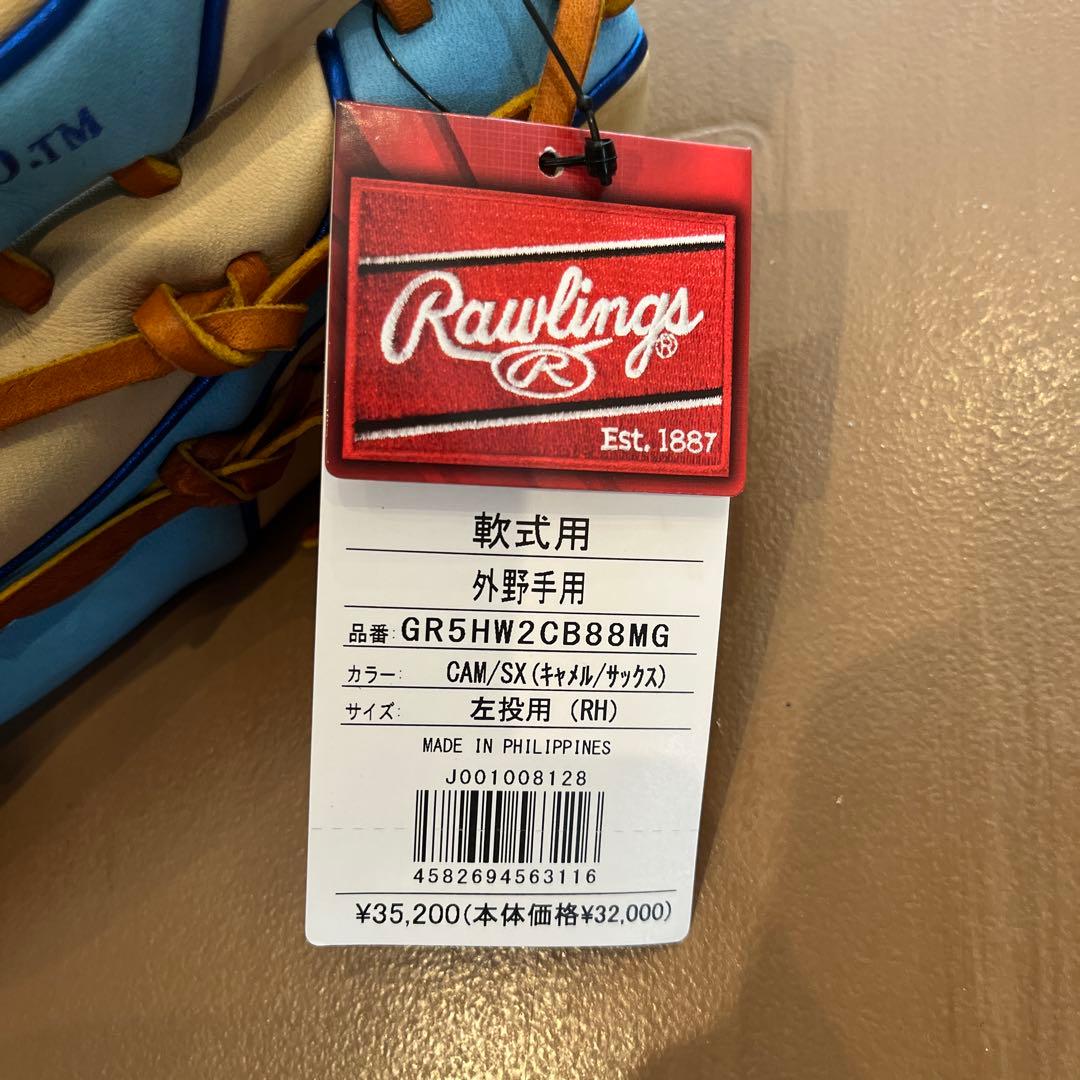 O.TM
Rawlings®
R
Est. 1887
軟式用
外野手用
品番: GR5HW2CB88MG
カラー: CAM/SX(キャメル/サックス)
サイズ: 左投用 (RH)
MADE IN PHILIPPINES
J001008128
4582694563116
¥35,200(本体価格¥32,000)